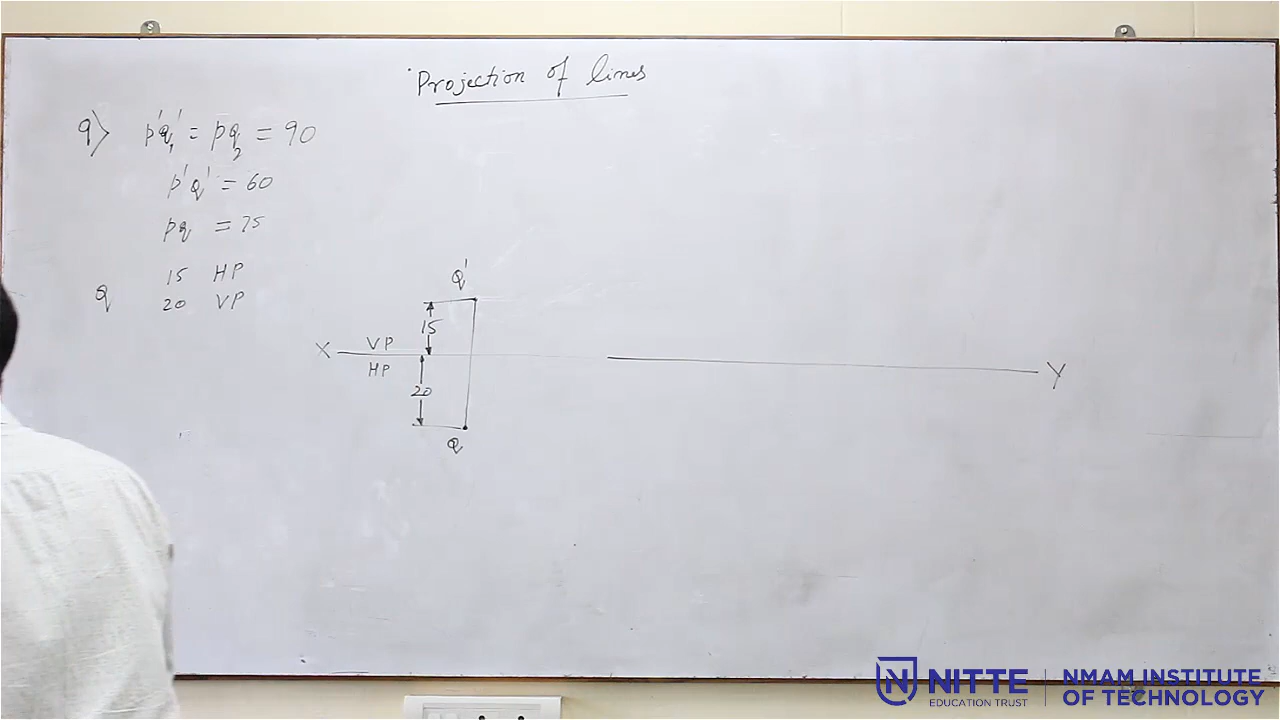 Projection of lines
9) p'q₁' = pq₂ = 90
p'q' = 60
pq = 75
15 HP
Q 20 VP
Q'
15
X VP Y
HP
20
Q
NITTE
EDUCATION TRUST
NMAM INSTITUTE
OF TECHNOLOGY